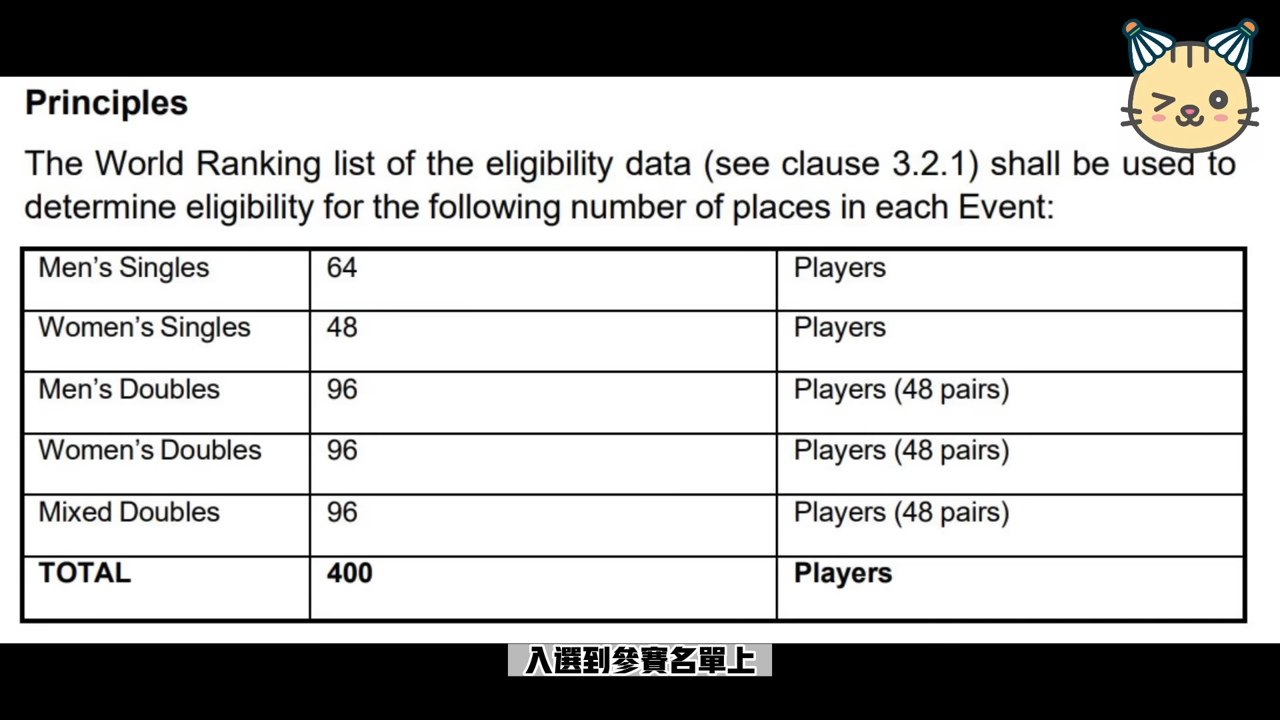 Principles
The World Ranking list of the eligibility data (see clause 3.2.1) shall be used to
determine eligibility for the following number of places in each Event:
Men’s Singles 64 Players
Women’s Singles 48 Players
Men’s Doubles 96 Players (48 pairs)
Women’s Doubles 96 Players (48 pairs)
Mixed Doubles 96 Players (48 pairs)
TOTAL 400 Players
入選到參賽名單上